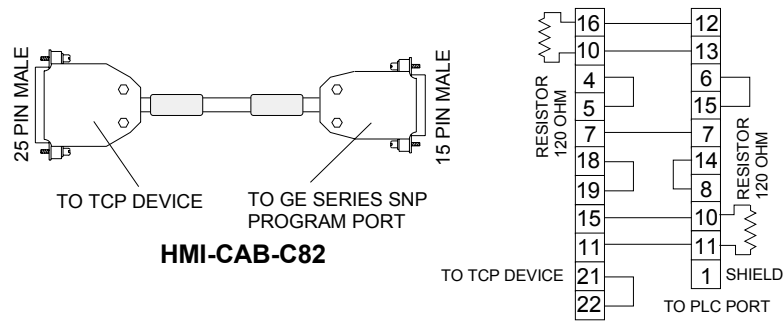 25 PIN MALE
15 PIN MALE
TO TCP DEVICE
TO GE SERIES SNP
PROGRAM PORT
HMI-CAB-C82
RESISTOR
120 OHM
16
10
4
5
7
18
19
15
11
21
22
TO TCP DEVICE
12
13
6
15
7
14
8
10
11
1
SHIELD
RESISTOR
120 OHM
TO PLC PORT